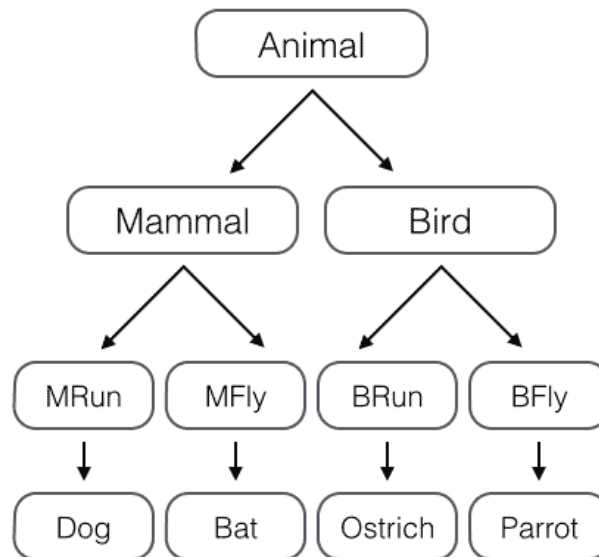 Animal
Mammal
Bird
MRun
MFly
BRun
BFly
Dog
Bat
Ostrich
Parrot